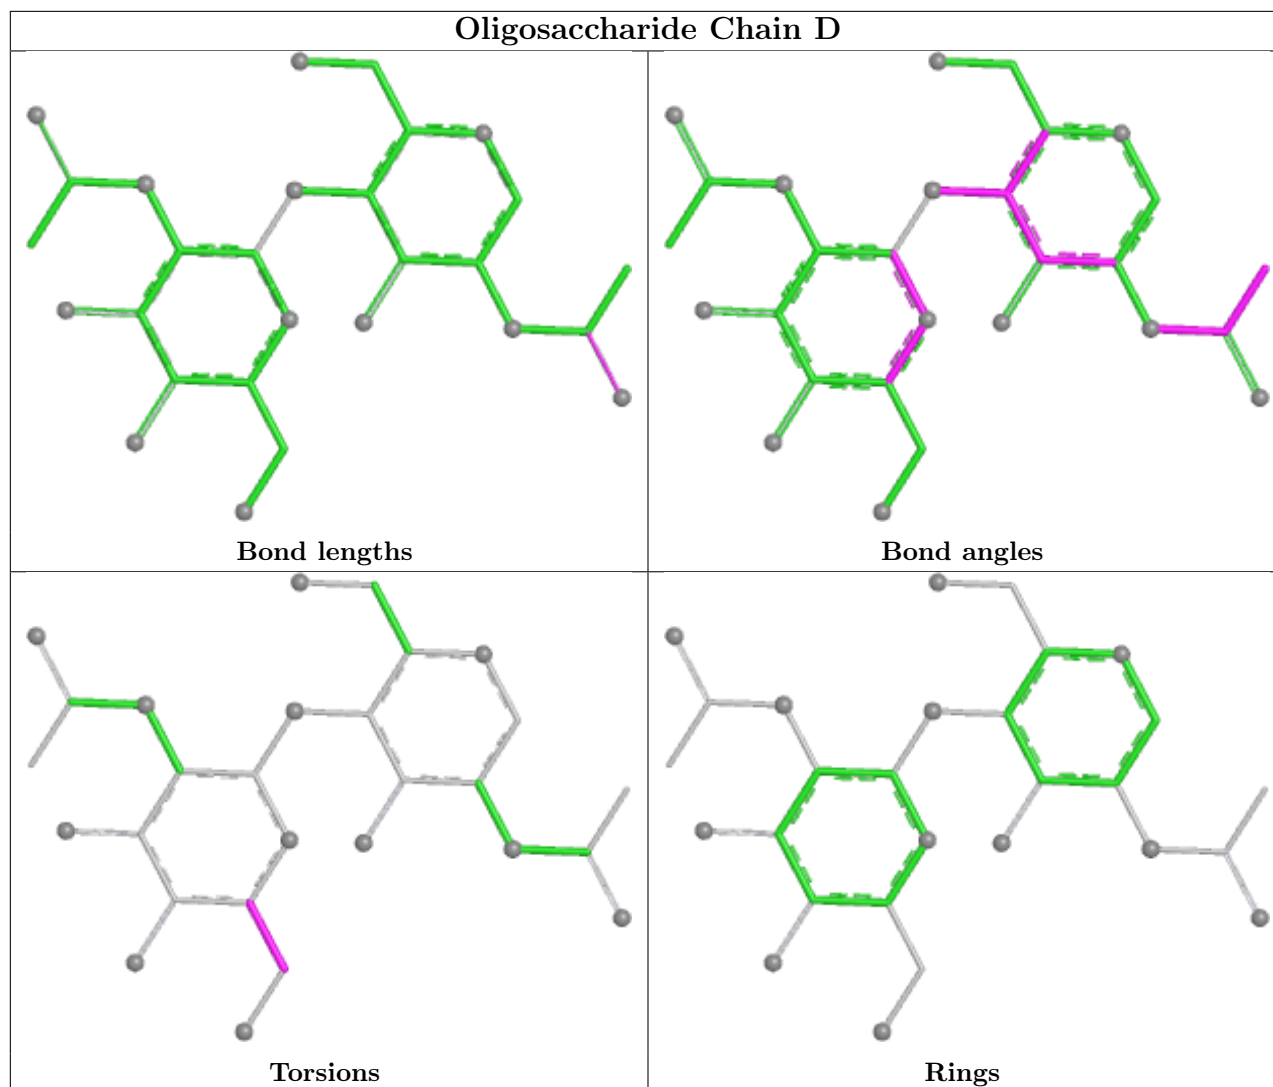 Oligosaccharide Chain D
Bond lengths
Bond angles
Torsions
Rings